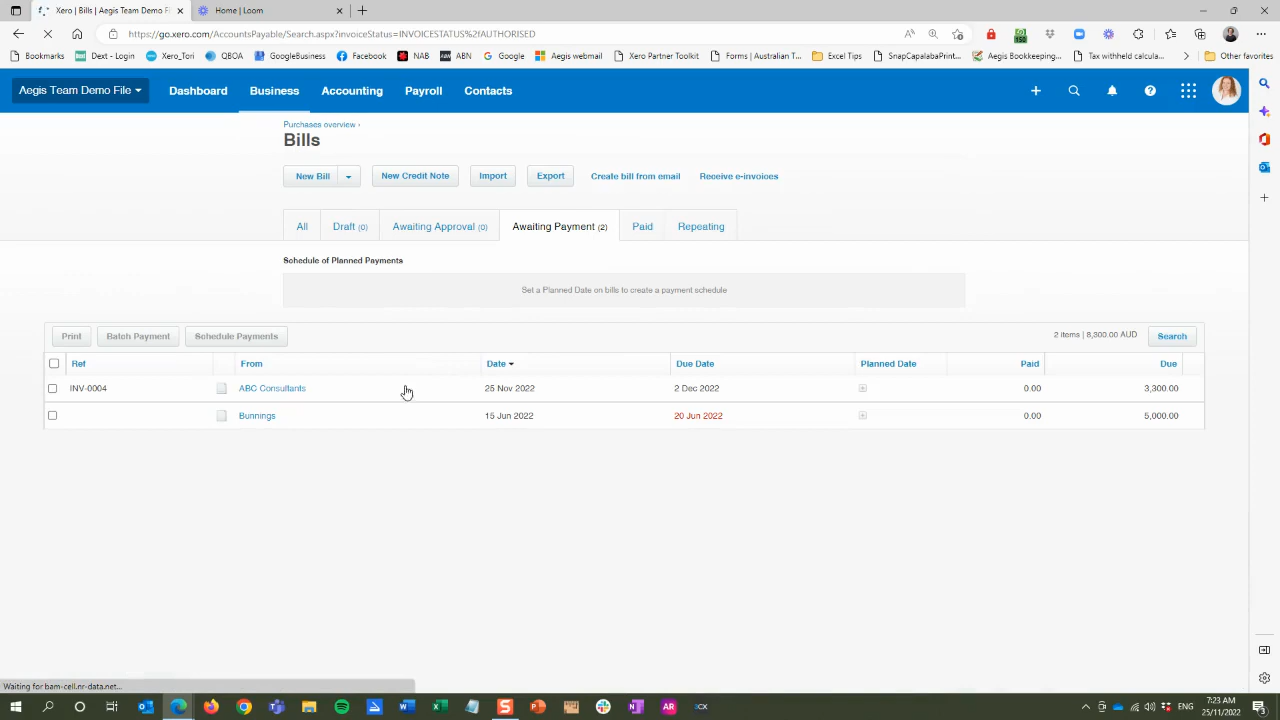 Xero | Bills | Aegis Team Demo Fi
Home | Loom
https://go.xero.com/AccountsPayable/Search.aspx?invoiceStatus=INVOICESTATUS%2fAUTHORISED
Bookmarks
Dext - Login
Xero_Tori
QBOA
GoogleBusiness
Facebook
NAB
ABN
Google
Aegis webmail
Xero Partner Toolkit
Forms | Australian T...
Excel Tips
SnapCapalabaPrint...
Aegis Bookkeeping...
Tax withheld calcula...
Other favorites
Aegis Team Demo File
Dashboard
Business
Accounting
Payroll
Contacts
Purchases overview ›
Bills
New Bill
New Credit Note
Import
Export
Create bill from email
Receive e-invoices
All
Draft (0)
Awaiting Approval (0)
Awaiting Payment (2)
Paid
Repeating
Schedule of Planned Payments
Set a Planned Date on bills to create a payment schedule
Print
Batch Payment
Schedule Payments
2 items | 8,300.00 AUD
Search
Ref From Date Due Date Planned Date Paid Due
INV-0004 ABC Consultants 25 Nov 2022 2 Dec 2022 0.00 3,300.00
Bunnings 15 Jun 2022 20 Jun 2022 0.00 5,000.00
Waiting for bam-cell.nr-data.net...
ENG
7:23 AM
25/11/2022